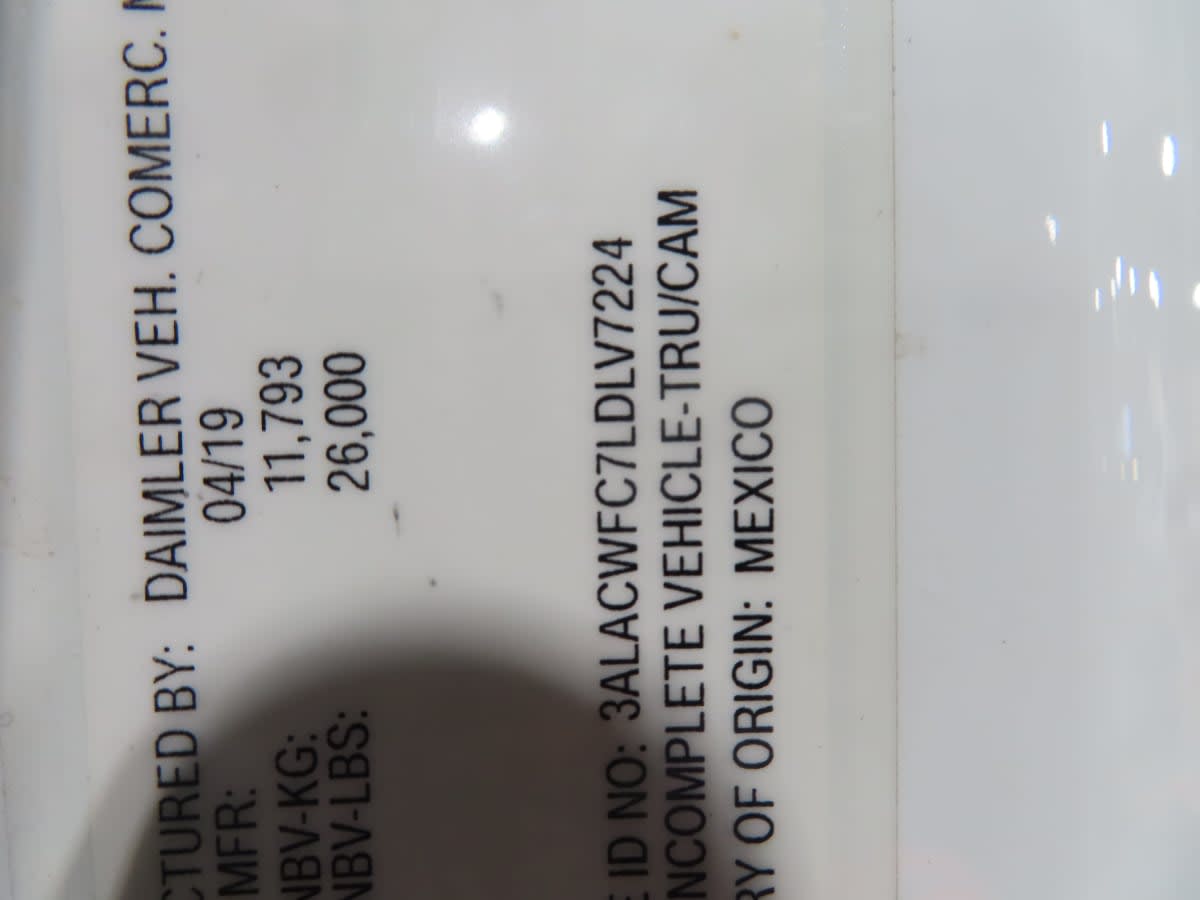 CTURED BY: DAIMLER VEH. COMERC.
MFR: 04/19
NBV-KG: 11,793
NBV-LBS: 26,000
E ID NO: 3ALACWFC7LDLV7224
INCOMPLETE VEHICLE-TRU/CAM
RY OF ORIGIN: MEXICO